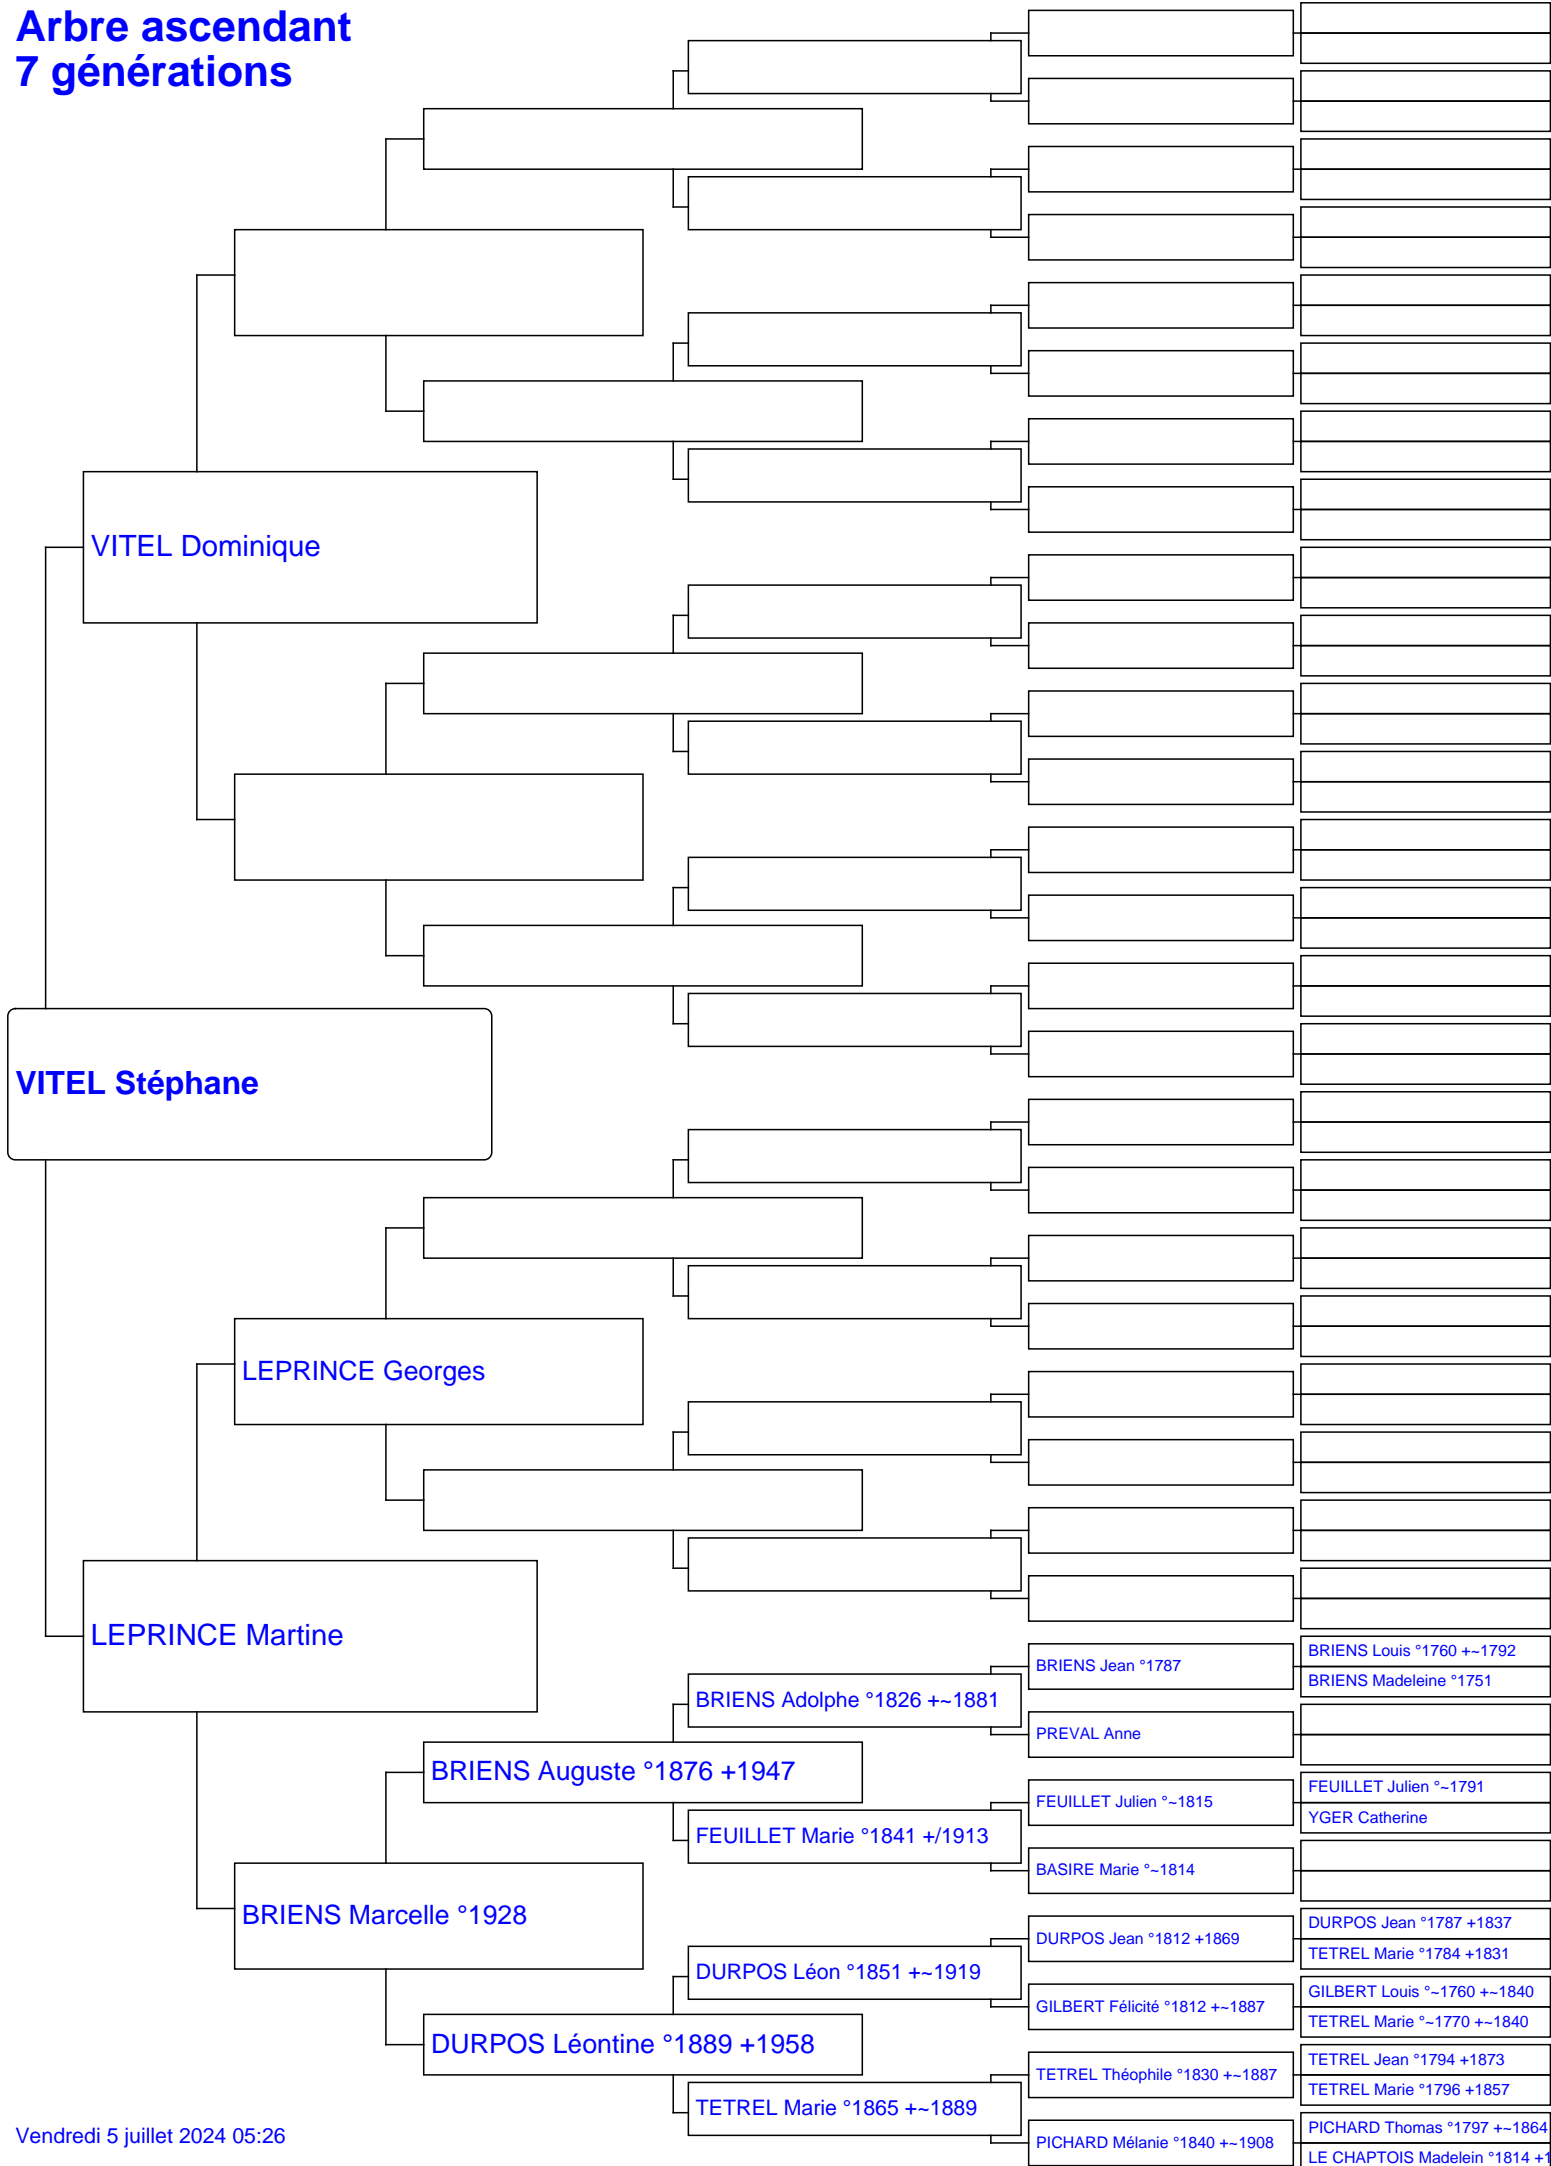 Arbre ascendant
7 générations
VITEL Dominique
VITEL Stéphane
LEPRINCE Georges
LEPRINCE Martine
BRIENS Jean °1787
BRIENS Louis °1760 +~1792
BRIENS Madeleine °1751
BRIENS Adolphe °1826 +~1881
PREVAL Anne
BRIENS Auguste °1876 +1947
FEUILLET Julien °~1815
FEUILLET Julien °~1791
YGER Catherine
FEUILLET Marie °1841 +/1913
BASIRE Marie °~1814
BRIENS Marcelle °1928
DURPOS Jean °1812 +1869
DURPOS Jean °1787 +1837
TETREL Marie °1784 +1831
DURPOS Léon °1851 +~1919
GILBERT Félicité °1812 +~1887
GILBERT Louis °~1760 +~1840
TETREL Marie °~1770 +~1840
DURPOS Léontine °1889 +1958
TETREL Théophile °1830 +~1887
TETREL Jean °1794 +1873
TETREL Marie °1796 +1857
TETREL Marie °1865 +~1889
PICHARD Mélanie °1840 +~1908
PICHARD Thomas °1797 +~1864
LE CHAPTOIS Madelein °1814 +1
Vendredi 5 juillet 2024 05:26